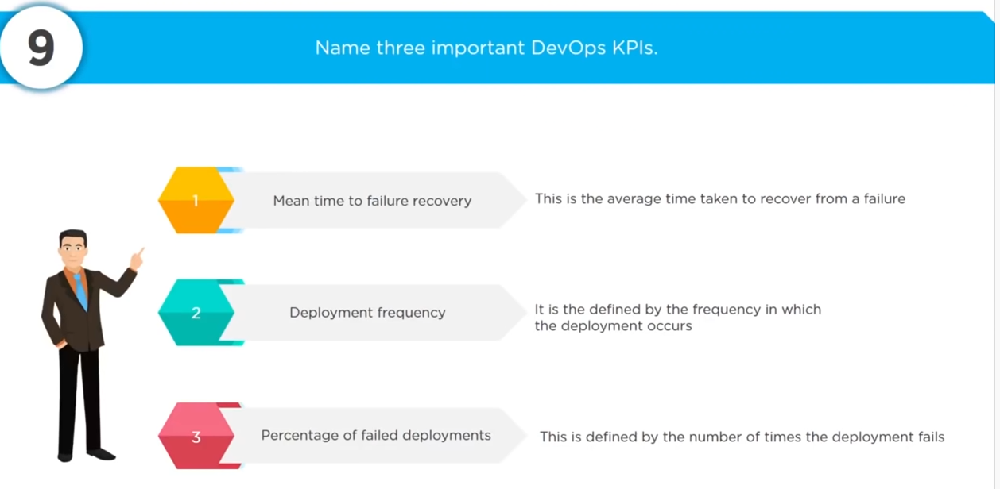 9
Name three important DevOps KPIs.
1
Mean time to failure recovery
This is the average time taken to recover from a failure
2
Deployment frequency
It is the defined by the frequency in which
the deployment occurs
3
Percentage of failed deployments
This is defined by the number of times the deployment fails